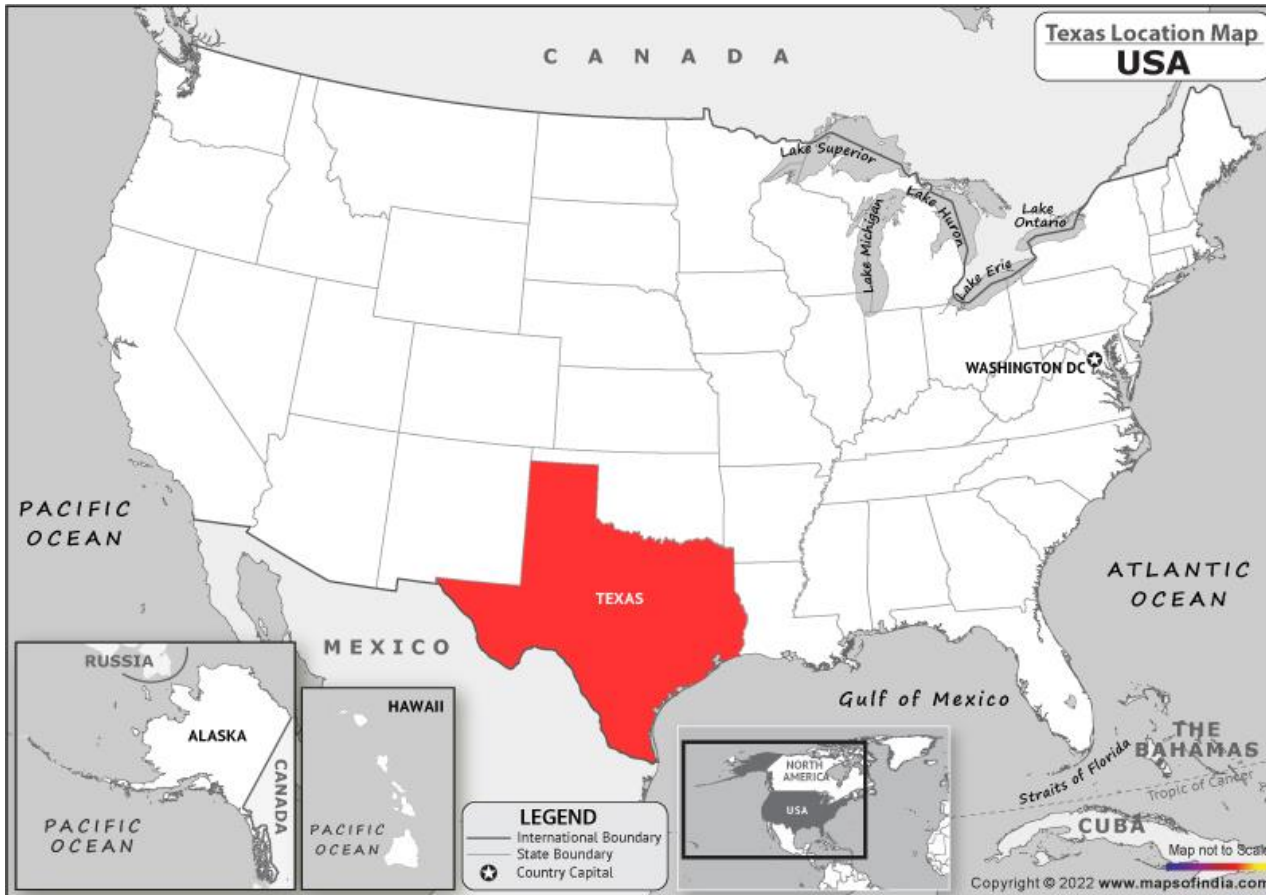 CANADA
Texas Location Map
USA
Lake Superior
Lake Michigan
Lake Huron
Lake
Ontario
Lake Erie
WASHINGTON DC
PACIFIC
OCEAN
TEXAS
ATLANTIC
OCEAN
MEXICO
Gulf of Mexico
RUSSIA
ALASKA
CANADA
PACIFIC
OCEAN
HAWAII
PACIFIC
OCEAN
LEGEND
International Boundary
State Boundary
Country Capital
NORTH
AMERICA
USA
Straits of Florida
THE
BAHAMAS
Tropic of Cancer
CUBA
Map not to Scale
Copyright © 2022 www.mapsofindia.com